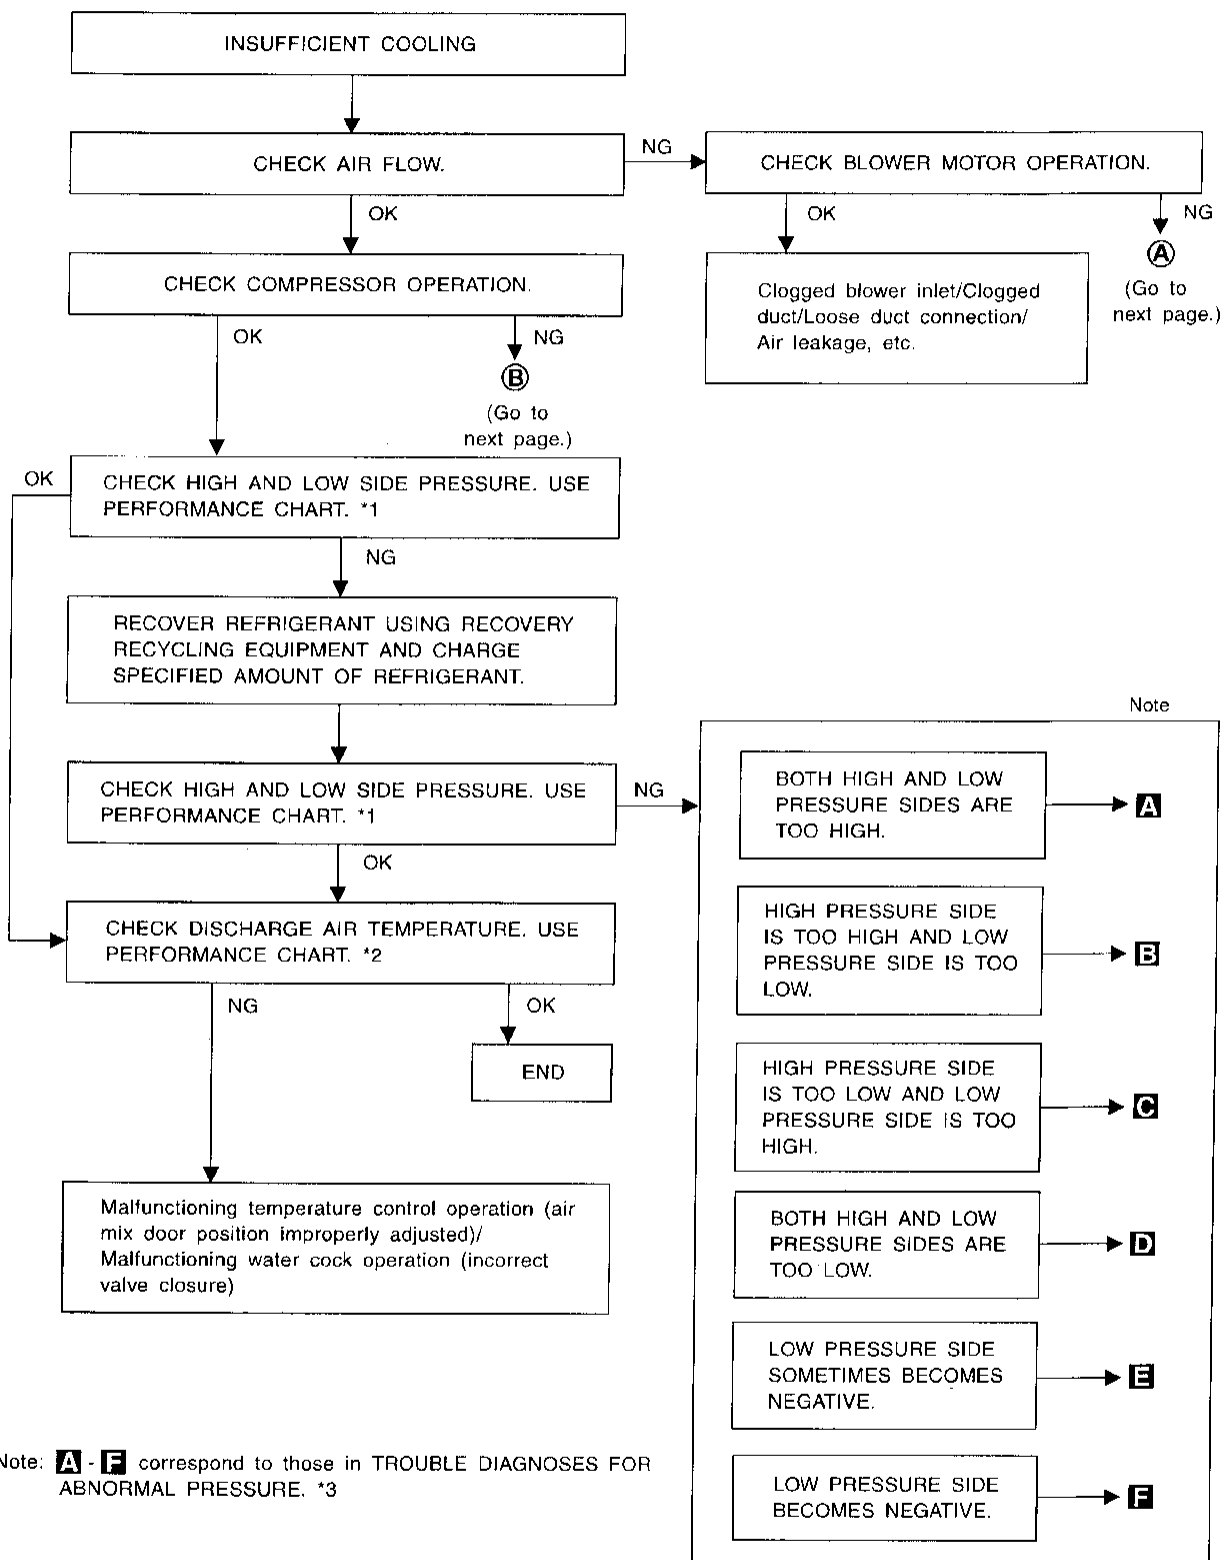 INSUFFICIENT COOLING
CHECK AIR FLOW.
NG
CHECK BLOWER MOTOR OPERATION.
OK
OK
NG
A
(Go to
next page.)
Clogged blower inlet/Clogged
duct/Loose duct connection/
Air leakage, etc.
CHECK COMPRESSOR OPERATION.
OK
NG
B
(Go to
next page.)
OK
CHECK HIGH AND LOW SIDE PRESSURE. USE
PERFORMANCE CHART. *1
NG
RECOVER REFRIGERANT USING RECOVERY
RECYCLING EQUIPMENT AND CHARGE
SPECIFIED AMOUNT OF REFRIGERANT.
CHECK HIGH AND LOW SIDE PRESSURE. USE
PERFORMANCE CHART. *1
NG
OK
CHECK DISCHARGE AIR TEMPERATURE. USE
PERFORMANCE CHART. *2
NG
OK
END
Malfunctioning temperature control operation (air
mix door position improperly adjusted)/
Malfunctioning water cock operation (incorrect
valve closure)
Note
BOTH HIGH AND LOW
PRESSURE SIDES ARE
TOO HIGH.
A
HIGH PRESSURE SIDE
IS TOO HIGH AND LOW
PRESSURE SIDE IS TOO
LOW.
B
HIGH PRESSURE SIDE
IS TOO LOW AND LOW
PRESSURE SIDE IS TOO
HIGH.
C
BOTH HIGH AND LOW
PRESSURE SIDES ARE
TOO LOW.
D
LOW PRESSURE SIDE
SOMETIMES BECOMES
NEGATIVE.
E
LOW PRESSURE SIDE
BECOMES NEGATIVE.
F
Note: A - F correspond to those in TROUBLE DIAGNOSES FOR
ABNORMAL PRESSURE. *3